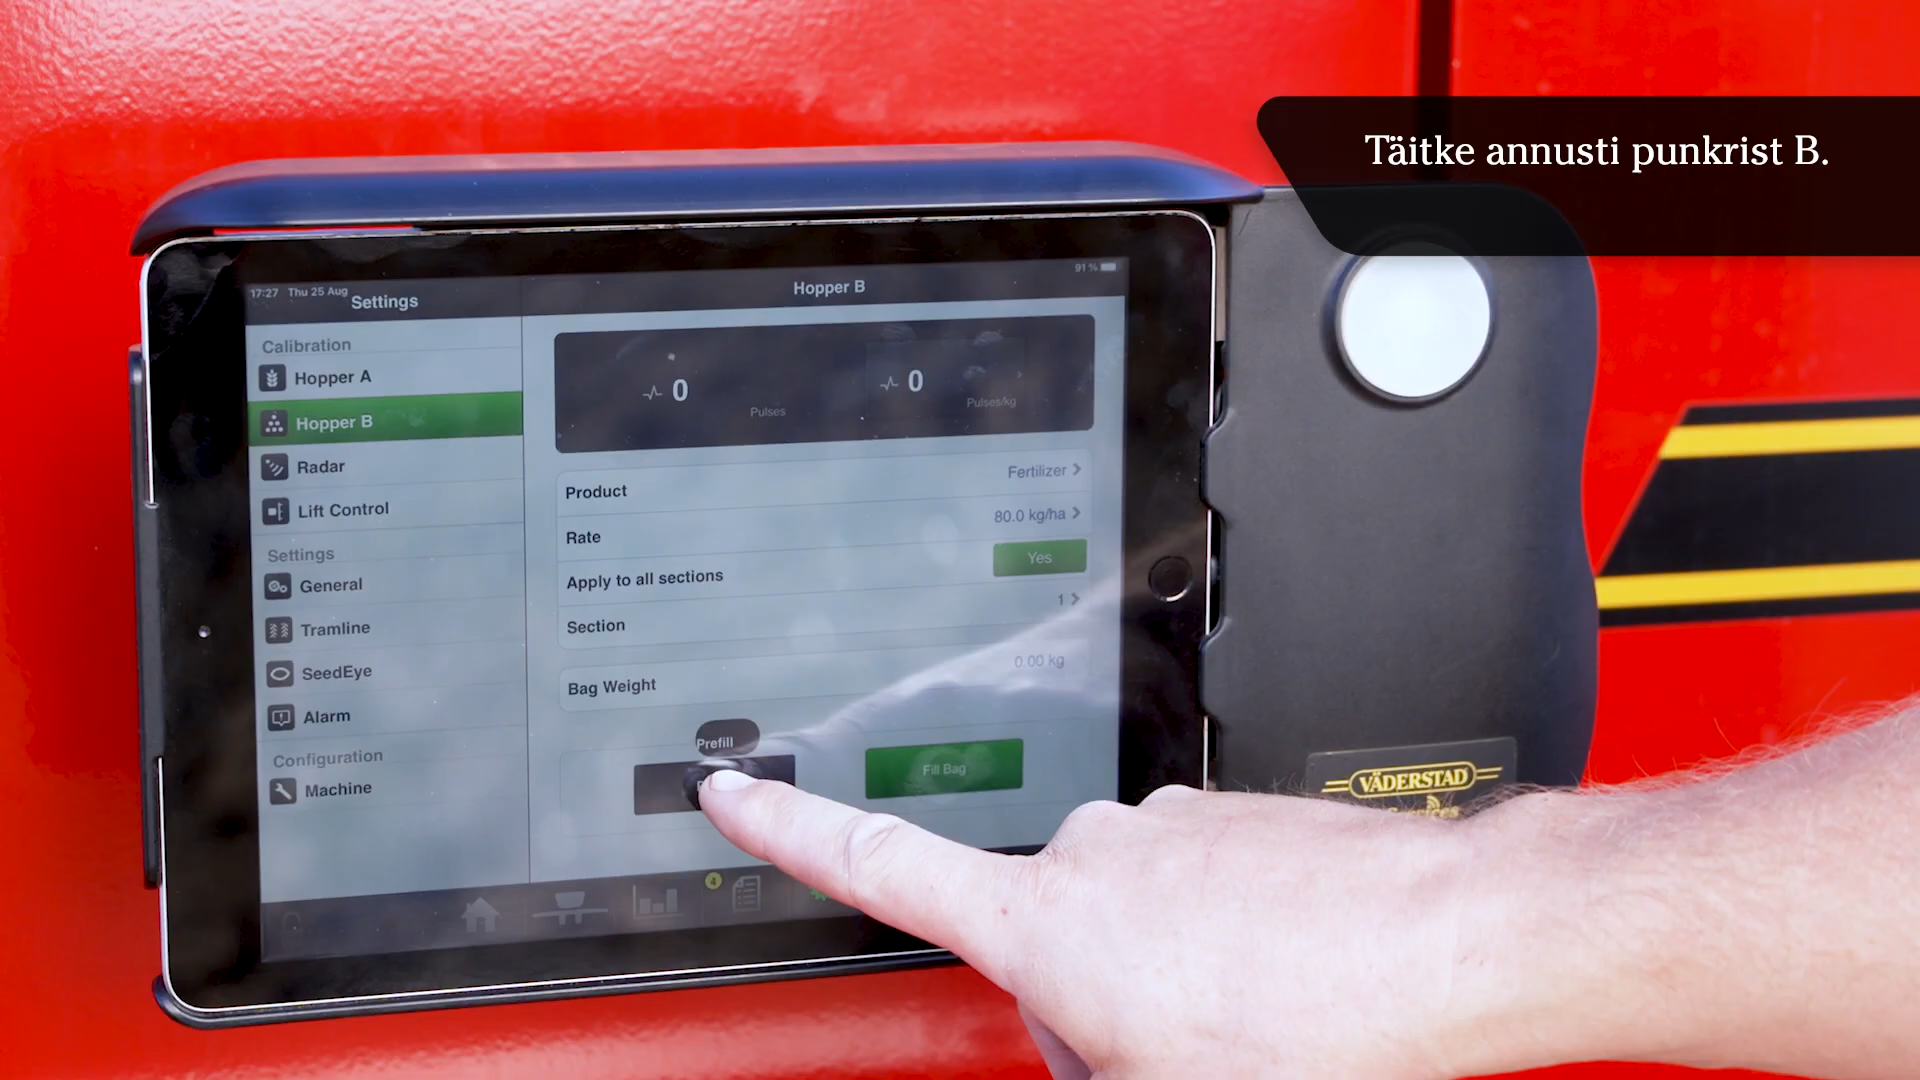 Täitke annusti punkrist B.
17:27 Thu 25 Aug
91 %
Settings
Hopper B
Calibration
Hopper A
Hopper B
Radar
Lift Control
Settings
General
Tramline
SeedEye
Alarm
Configuration
Machine
0 Pulses
0 Pulses/kg
Product Fertilizer
Rate 80.0 kg/ha
Apply to all sections Yes
Section 1
Bag Weight 0.00 kg
Prefill
Fill Bag
4
VÄDERSTAD